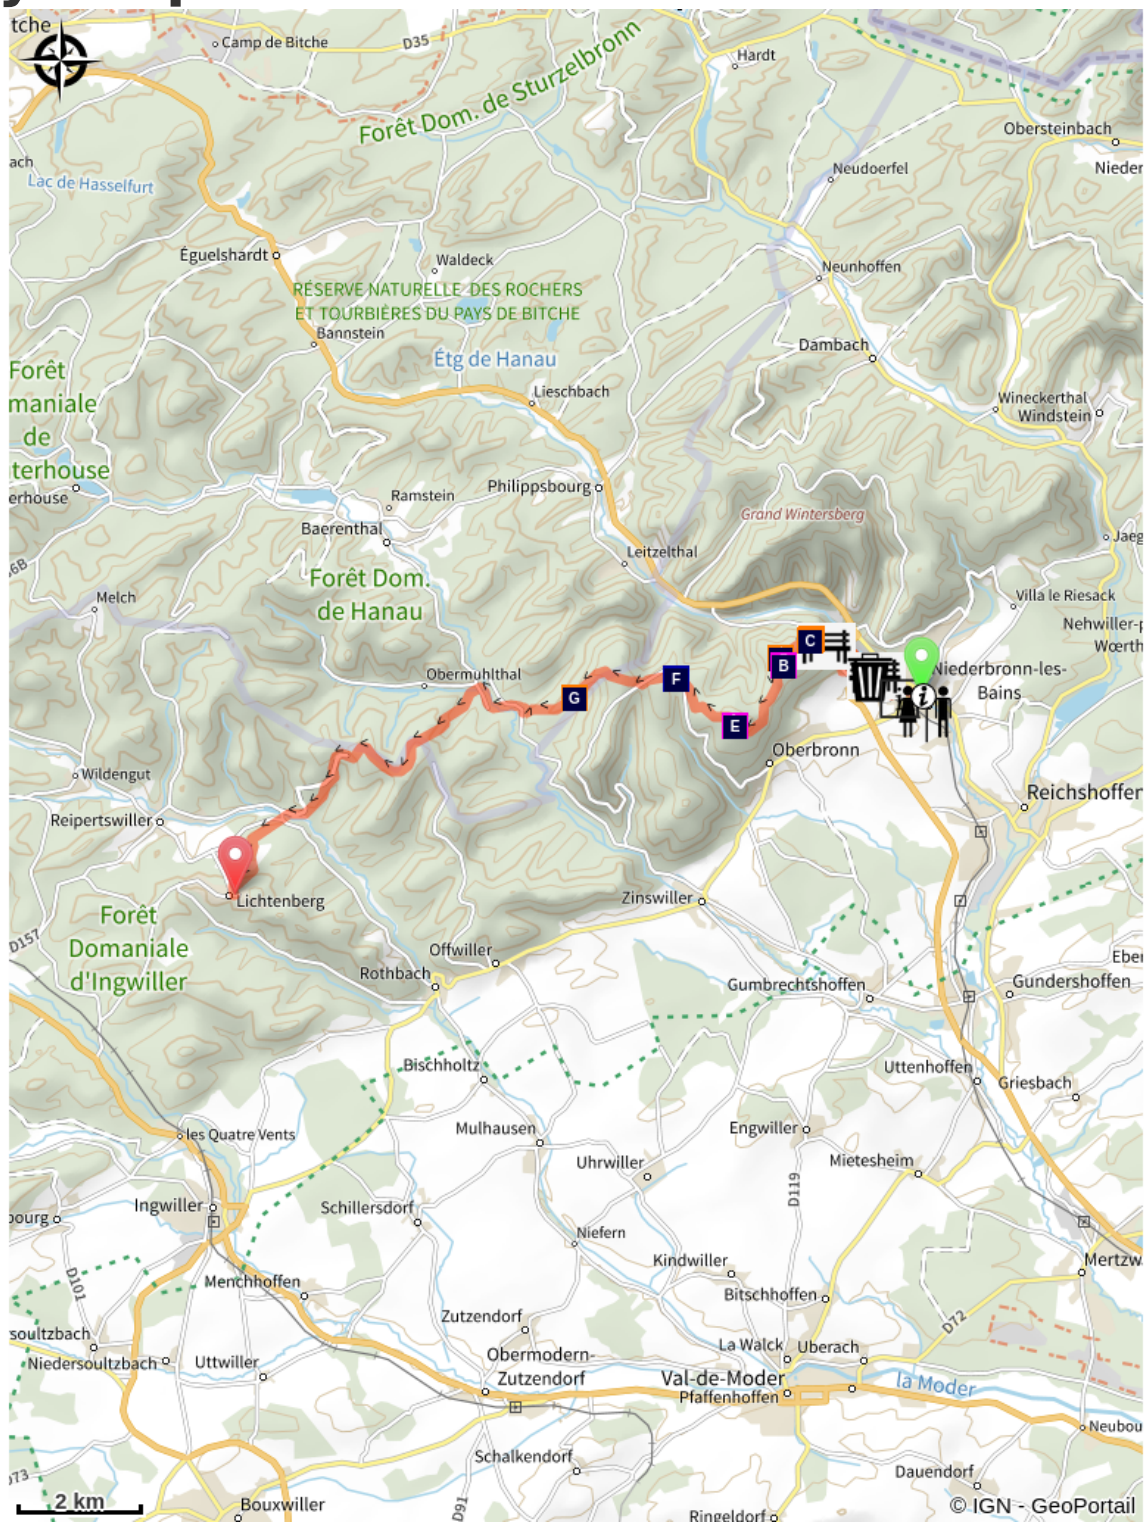 tche
Camp de Bitche
D35
Hardt
Forêt Dom. de Sturzelbronn
Obersteinbach
ach
Lac de Hasselfurt
Neudoerfel
Nieder
Éguelshardt
Waldeck
Neunhoffen
RÉSERVE NATURELLE DES ROCHERS
ET TOURBIÈRES DU PAYS DE BITCHE
Bannstein
Dambach
Étg de Hanau
Forêt
maniale
de
terhouse
Lieschbach
Wineckerthal
Windstein
erhouse
Ramstein
Philippsbourg
Grand Wintersberg
Baerenthal
Jaeg
Leitzelthal
6B
Forêt Dom.
de Hanau
Melch
Villa le Riesack
Nehwiller-p
Wœrth
C
B
Niederbronn-les-
Bains
i
Obermuhlthal
F
G
E
Oberbronn
Wildengut
Reichshoffen
Reipertswiller
Lichtenberg
Zinswiller
Forêt
Domaniale
d'Ingwiller
D157
Offwiller
Rothbach
Eber
Gumbrechtshoffen
Gundershoffen
Bischholtz
Uttenhoffen
Griesbach
les Quatre Vents
Mulhausen
Engwiller
Uhrwiller
Mietesheim
Ingwiller
Schillersdorf
D119
bourg
Niefern
Kindwiller
Mertzw
D101
Menchhoffen
Bitschhoffen
Zutzendorf
D72
soultzbach
Niedersoultzbach
Uttwiller
Obermodern-
Zutzendorf
La Walck
Uberach
Val-de-Moder
Pfaffenhoffen
la Moder
Neubou
Schalkendorf
D73
Dauendorf
2 km
Bouxwiller
D91
Ringeldorf
© IGN - GeoPortail